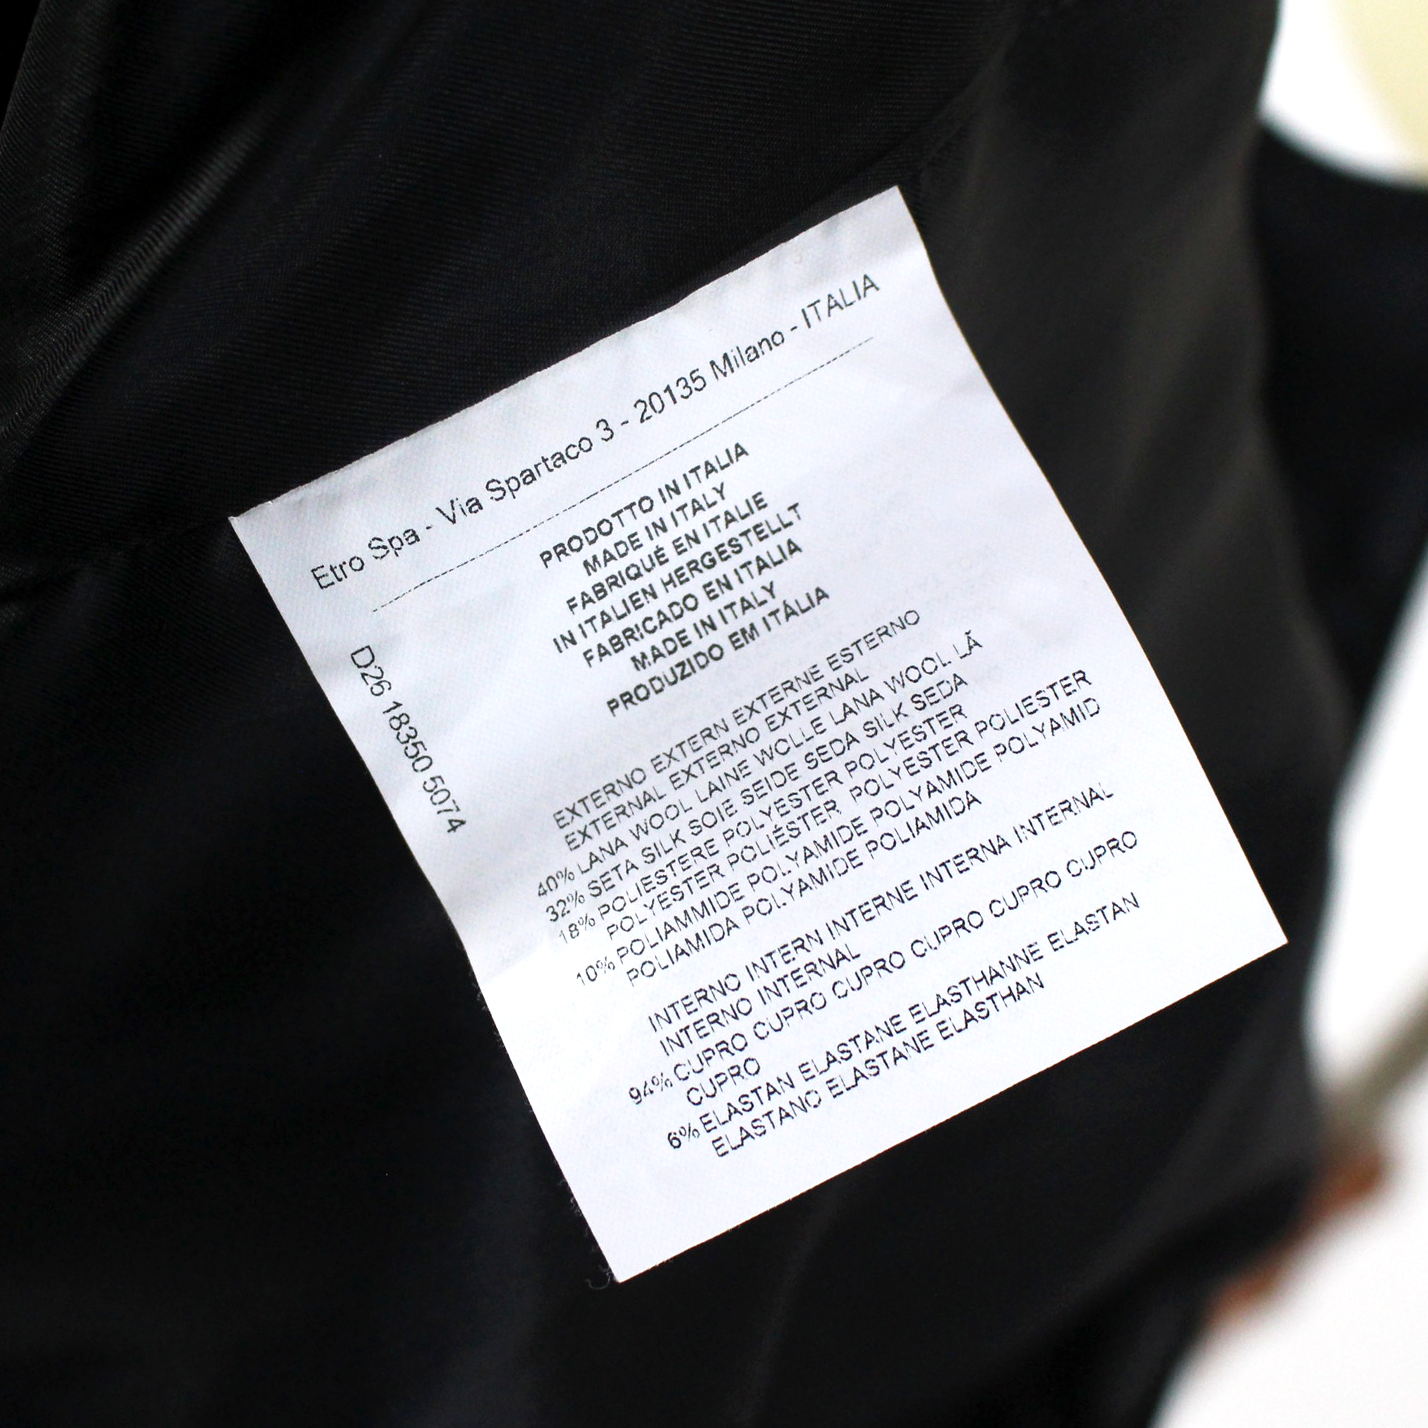 Etro Spa - Via Spartaco 3 - 20135 Milano - ITALIA
PRODOTTO IN ITALIA
MADE IN ITALY
FABRIQUÉ EN ITALIE
IN ITALIEN HERGESTELLT
FABRICADO EN ITALIA
MADE IN ITALY
PRODUZIDO EM ITÁLIA
D26 18350 5074
EXTERNO EXTERN EXTERNE ESTERNO
EXTERNAL EXTERNO EXTERNAL
40% LANA WOOL LAINE WOLLE LANA WOOL LÃ
32% SETA SILK SOIE SEIDE SEDA SILK SEDA
18% POLIESTERE POLYESTER POLYESTER
POLYESTER POLIÉSTER POLYESTER POLIESTER
10% POLIAMMIDE POLYAMIDE POLYAMIDE POLYAMID
POLIAMIDA POLYAMIDE POLIAMIDA
INTERNO INTERN INTERNE INTERNA INTERNAL
INTERNO INTERNAL
94% CUPRO CUPRO CUPRO CUPRO CUPRO CUPRO CUPRO
CUPRO
6% ELASTAN ELASTANE ELASTHANNE ELASTAN
ELASTANO ELASTANE ELASTHAN